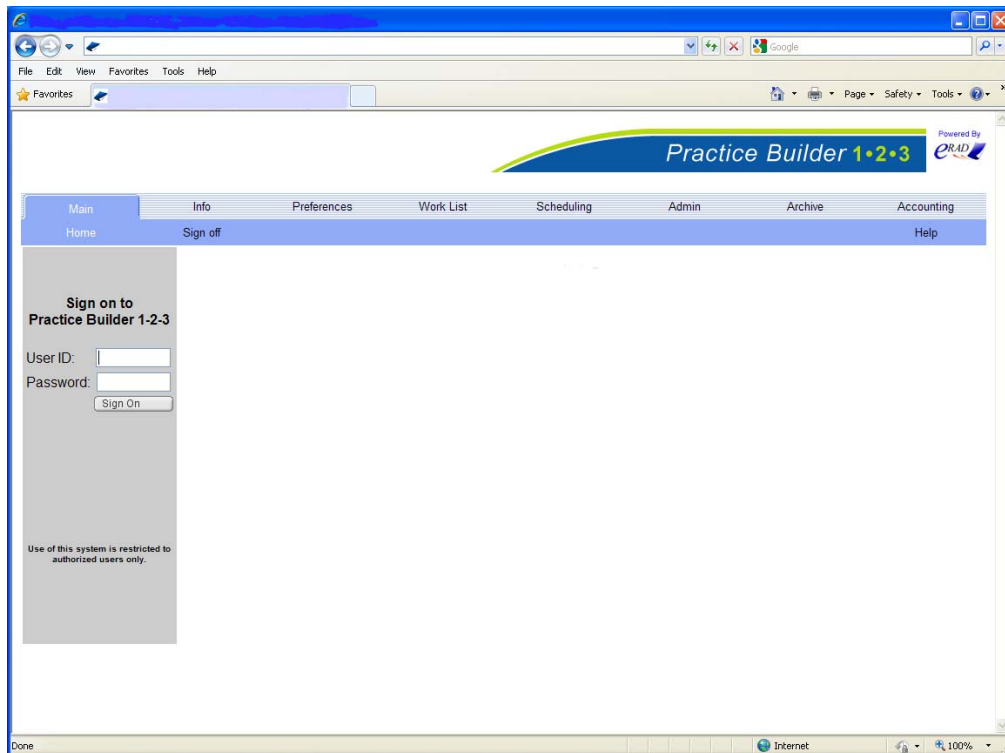 Google
File Edit View Favorites Tools Help
Favorites
Page Safety Tools
Powered By
Practice Builder 1•2•3 eRAD
Main Info Preferences Work List Scheduling Admin Archive Accounting
Home Sign off Help
Sign on to
Practice Builder 1-2-3
User ID:
Password:
Sign On
Use of this system is restricted to
authorized users only.
Done Internet 100%